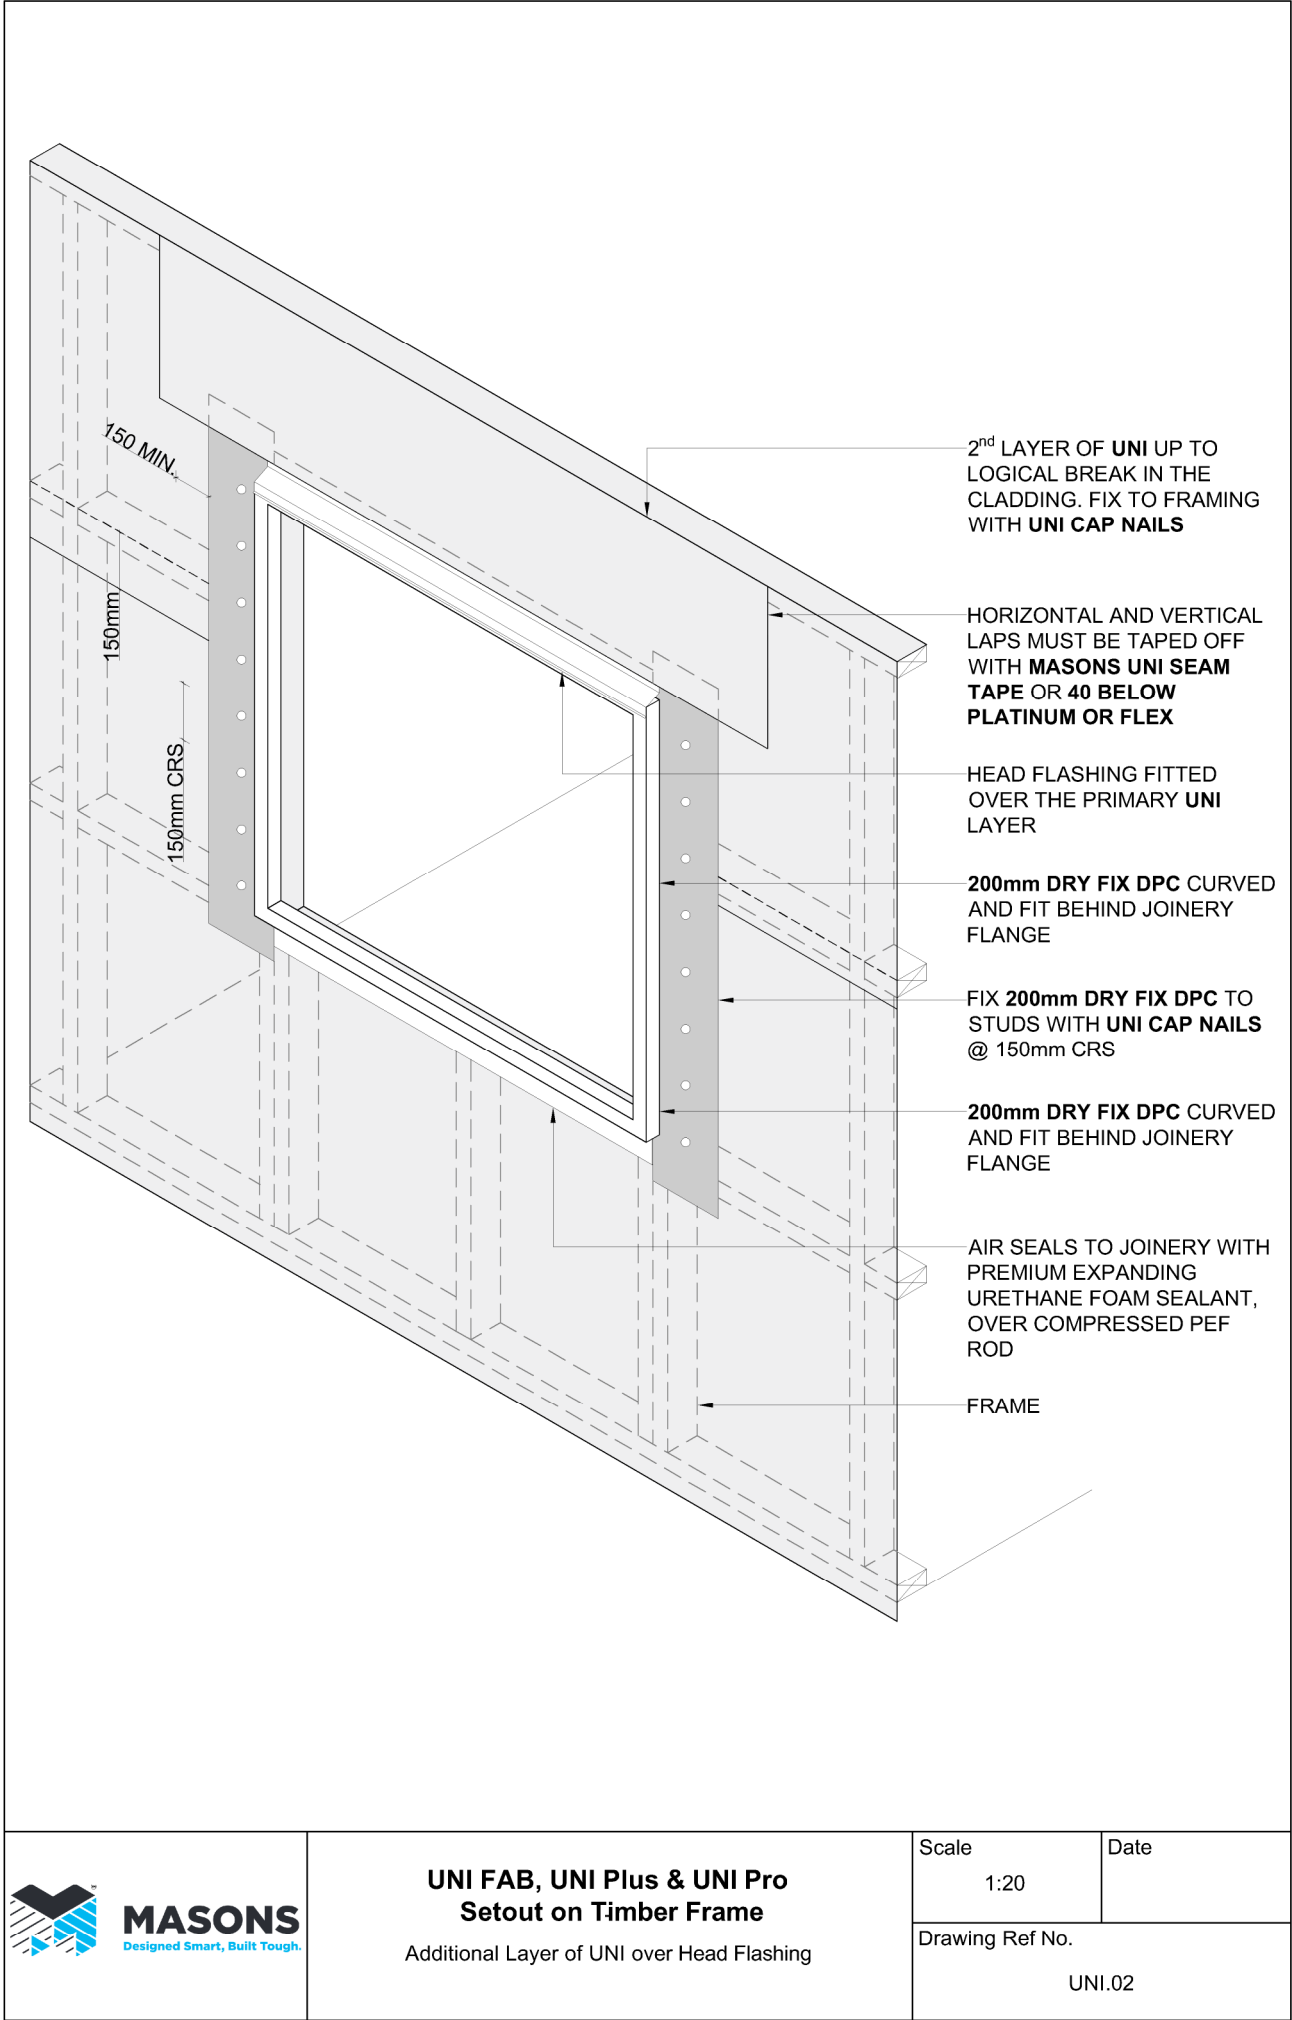 150 MIN.
150mm
150mm CRS
2nd LAYER OF UNI UP TO
LOGICAL BREAK IN THE
CLADDING. FIX TO FRAMING
WITH UNI CAP NAILS
HORIZONTAL AND VERTICAL
LAPS MUST BE TAPED OFF
WITH MASONS UNI SEAM
TAPE OR 40 BELOW
PLATINUM OR FLEX
HEAD FLASHING FITTED
OVER THE PRIMARY UNI
LAYER
200mm DRY FIX DPC CURVED
AND FIT BEHIND JOINERY
FLANGE
FIX 200mm DRY FIX DPC TO
STUDS WITH UNI CAP NAILS
@ 150mm CRS
200mm DRY FIX DPC CURVED
AND FIT BEHIND JOINERY
FLANGE
AIR SEALS TO JOINERY WITH
PREMIUM EXPANDING
URETHANE FOAM SEALANT,
OVER COMPRESSED PEF
ROD
FRAME
MASONS
Designed Smart, Built Tough.
UNI FAB, UNI Plus & UNI Pro
Setout on Timber Frame
Additional Layer of UNI over Head Flashing
Scale
1:20
Date
Drawing Ref No.
UNI.02